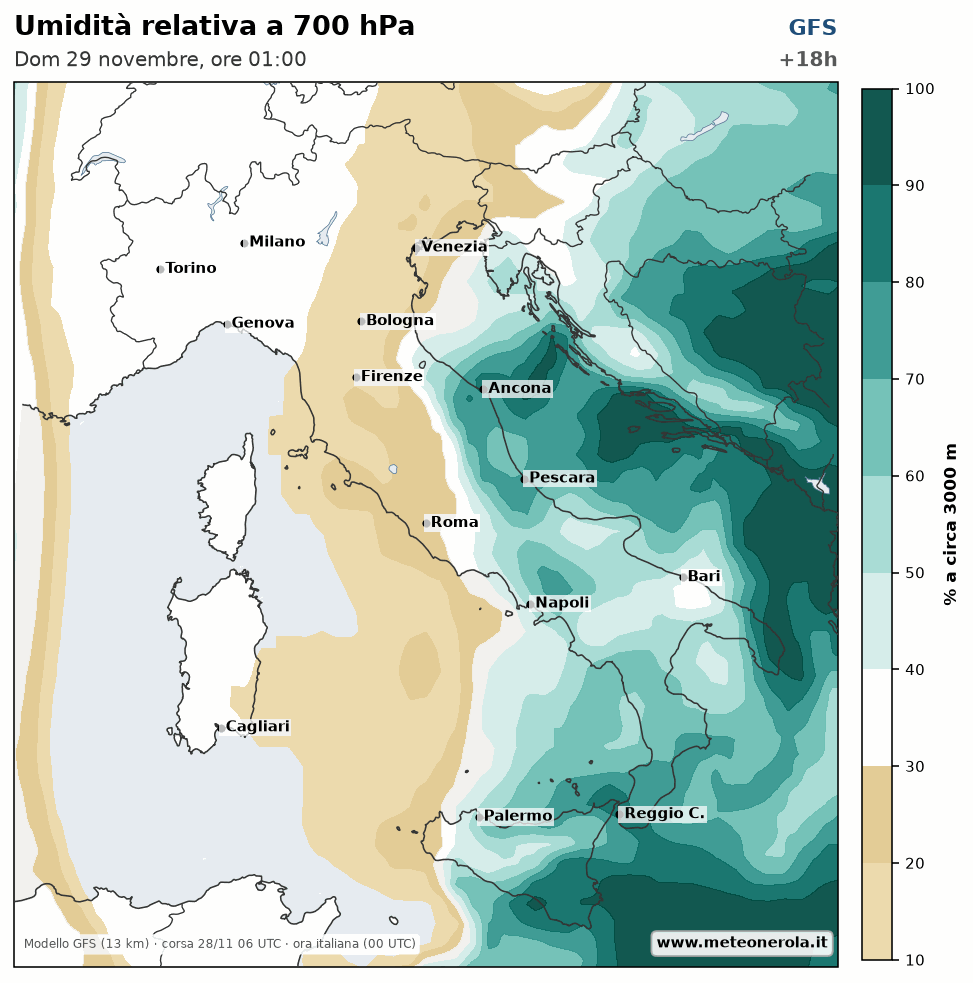 Umidità relativa a 700 hPa
GFS
Dom 29 novembre, ore 01:00
+18h
100
90
80
70
60
50
40
30
20
10
% a circa 3000 m
Milano
Venezia
Torino
Genova
Bologna
Firenze
Ancona
Pescara
Roma
Bari
Napoli
Cagliari
Palermo
Reggio C.
Modello GFS (13 km) · corsa 28/11 06 UTC · ora italiana (00 UTC)
www.meteonerola.it